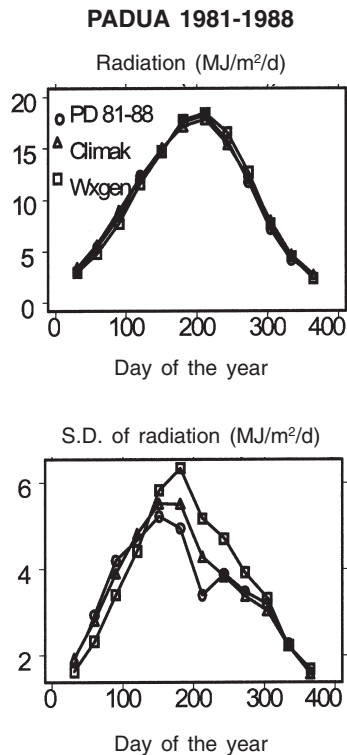 PADUA 1981-1988
Radiation (MJ/m²/d)
20
15
10
5
0
PD 81-88
Climak
Wxgen
0 100 200 300 400
Day of the year
S.D. of radiation (MJ/m²/d)
6
4
2
0 100 200 300 400
Day of the year